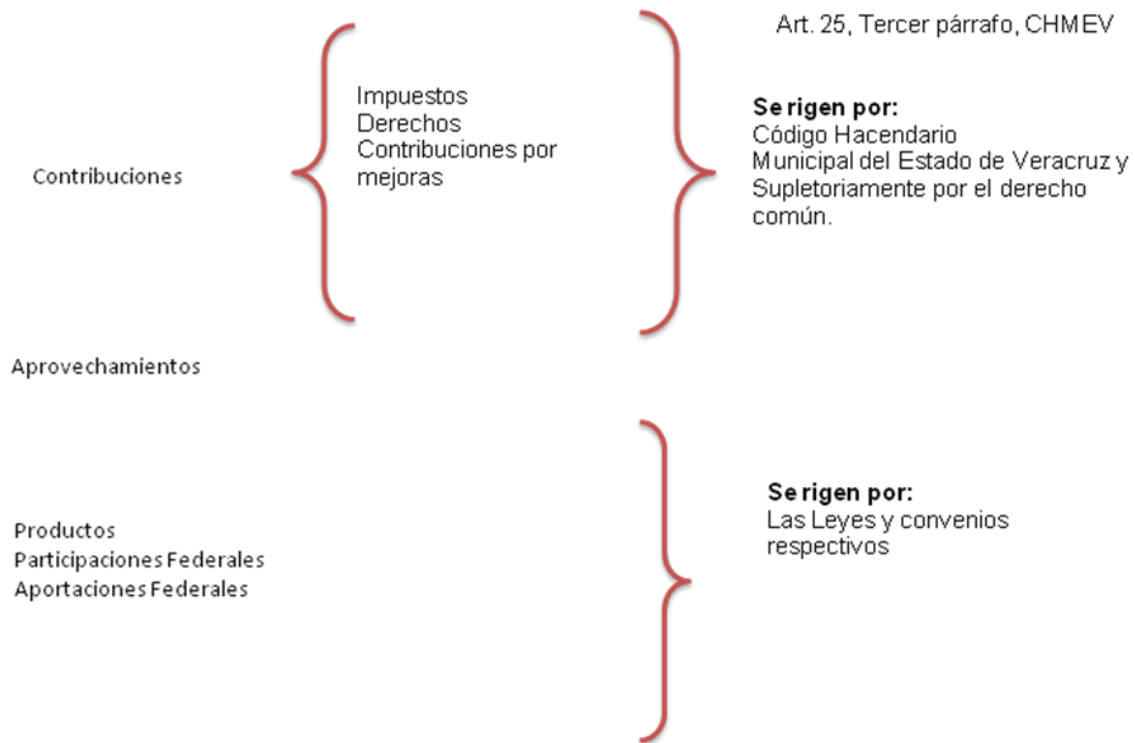 Art. 25, Tercer párrafo, CHMEV
Contribuciones
Impuestos
Derechos
Contribuciones por
mejoras
Se rigen por:
Código Hacendario
Municipal del Estado de Veracruz y
Supletoriamente por el derecho
común.
Aprovechamientos
Productos
Participaciones Federales
Aportaciones Federales
Se rigen por:
Las Leyes y convenios
respectivos